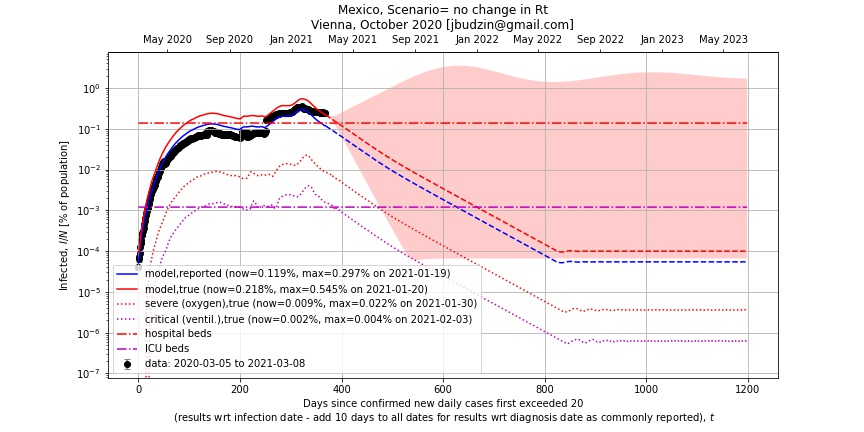 Mexico, Scenario= no change in Rt
Vienna, October 2020 [jbudzin@gmail.com]
May 2020 Sep 2020 Jan 2021 May 2021 Sep 2021 Jan 2022 May 2022 Sep 2022 Jan 2023 May 2023
Infected, I/N [% of population]
10⁰
10⁻¹
10⁻²
10⁻³
10⁻⁴
10⁻⁵
10⁻⁶
10⁻⁷
model,reported (now=0.119%, max=0.297% on 2021-01-19)
model,true (now=0.218%, max=0.545% on 2021-01-20)
severe (oxygen),true (now=0.009%, max=0.022% on 2021-01-30)
critical (ventil.),true (now=0.002%, max=0.004% on 2021-02-03)
hospital beds
ICU beds
data: 2020-03-05 to 2021-03-08
0 200 400 600 800 1000 1200
Days since confirmed new daily cases first exceeded 20
(results wrt infection date - add 10 days to all dates for results wrt diagnosis date as commonly reported), t